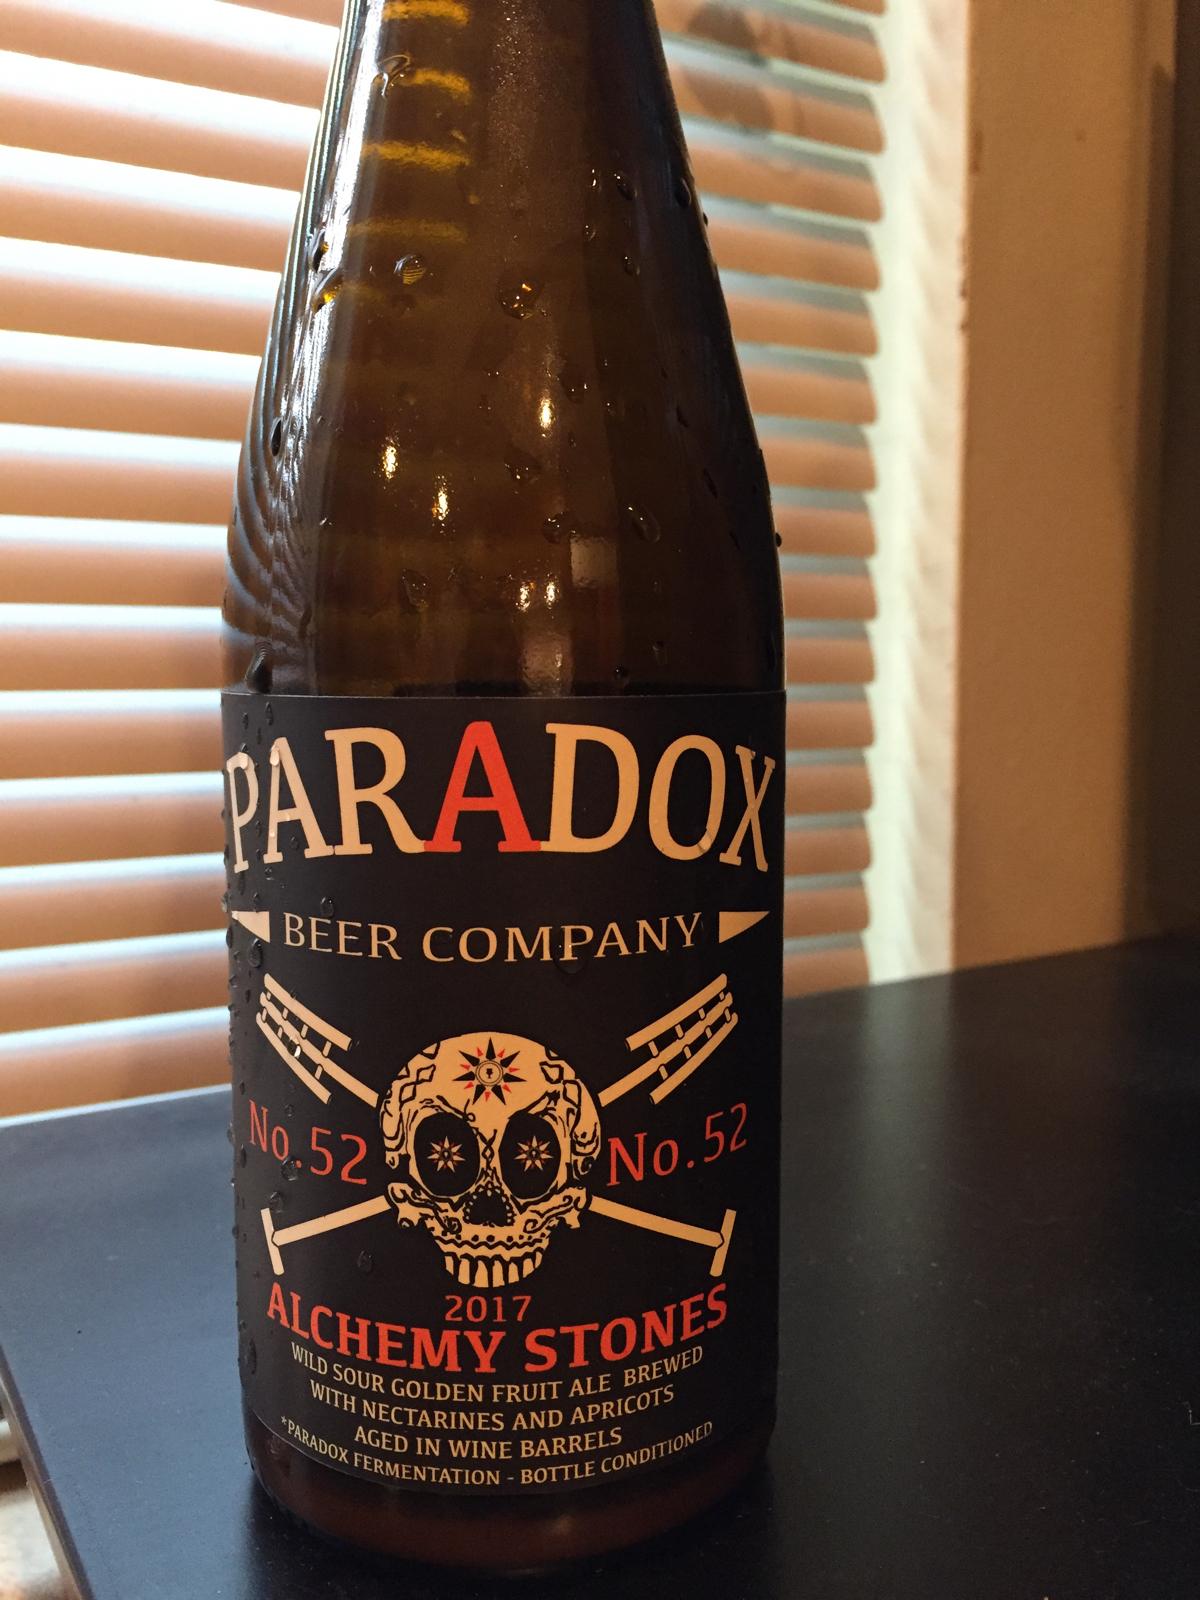 PARADOX
BEER COMPANY
No.52 No.52
2017
ALCHEMY STONES
WILD SOUR GOLDEN FRUIT ALE BREWED
WITH NECTARINES AND APRICOTS
AGED IN WINE BARRELS
*PARADOX FERMENTATION - BOTTLE CONDITIONED